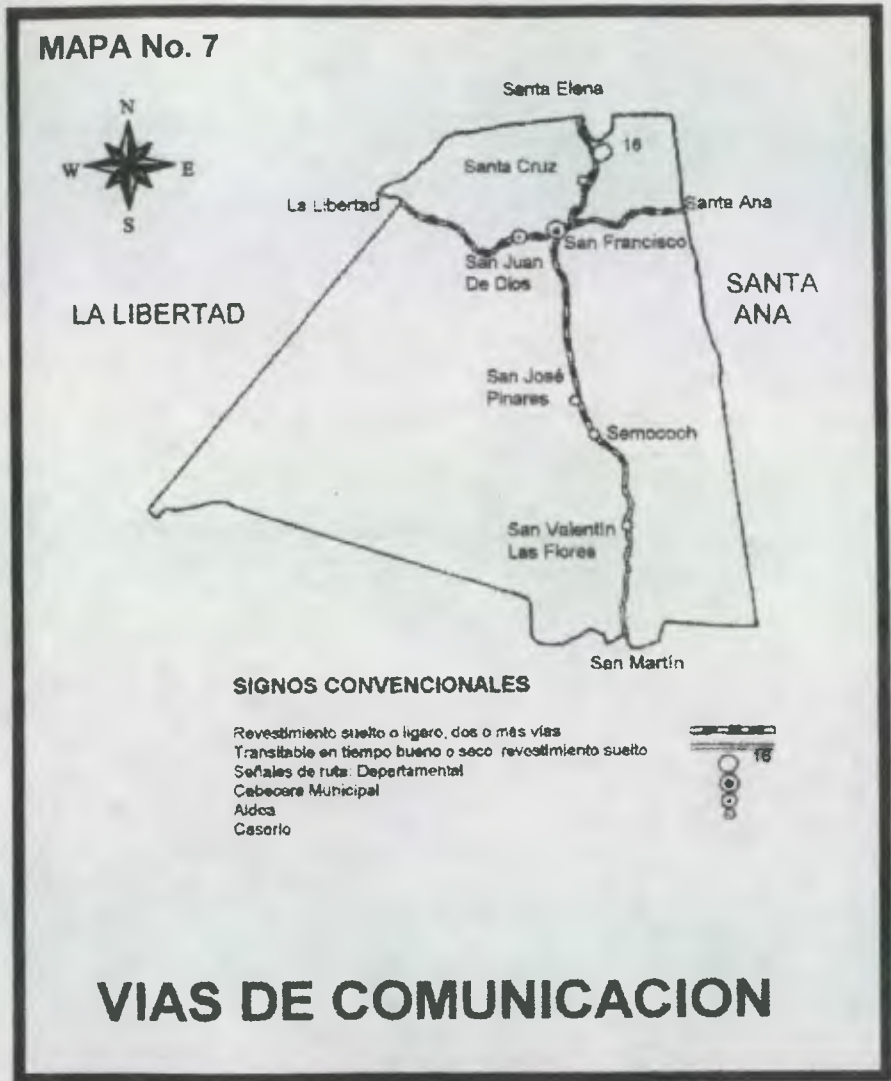 MAPA No. 7
N
W
E
S
Santa Elena
16
Santa Cruz
La Libertad
Santa Ana
San Francisco
San Juan
De Dios
LA LIBERTAD
SANTA
ANA
San José
Pinares
Semococh
San Valentín
Las Flores
San Martín
SIGNOS CONVENCIONALES
Revestimiento suelto o ligero, dos o más vías
Transitable en tiempo bueno o seco revestimiento suelto
16
Señales de ruta: Departamental
Cabecera Municipal
Aldea
Caserío
VIAS DE COMUNICACION